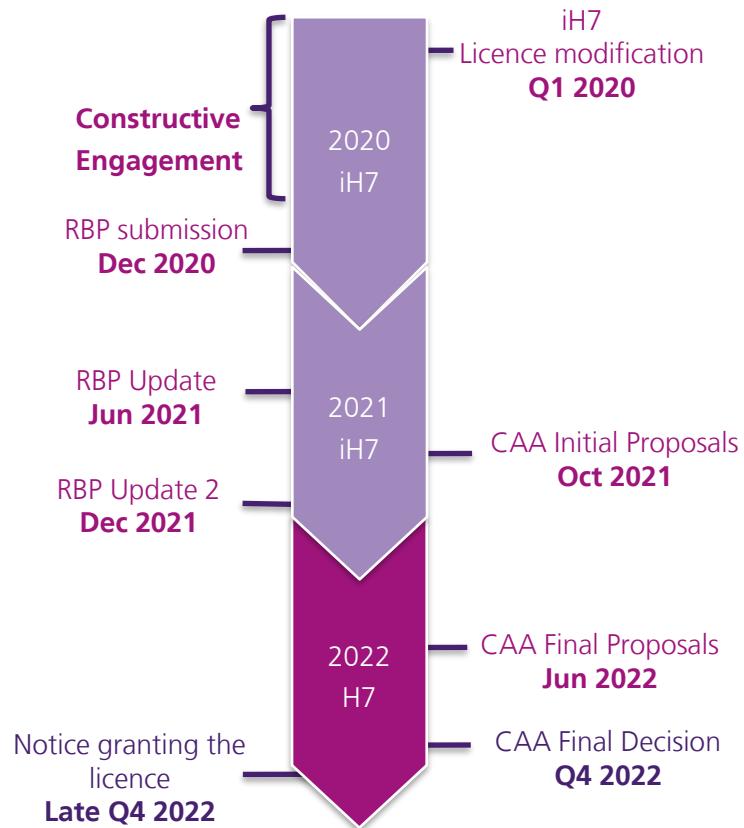 iH7
Licence modification
Q1 2020
Constructive
Engagement
2020
iH7
RBP submission
Dec 2020
RBP Update
Jun 2021
2021
iH7
CAA Initial Proposals
Oct 2021
RBP Update 2
Dec 2021
2022
H7
CAA Final Proposals
Jun 2022
Notice granting the
licence
Late Q4 2022
CAA Final Decision
Q4 2022